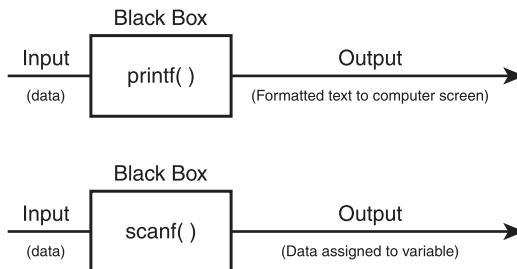 Black Box
Input
printf( )
Output
(data)
(Formatted text to computer screen)
Black Box
Input
scanf( )
Output
(data)
(Data assigned to variable)